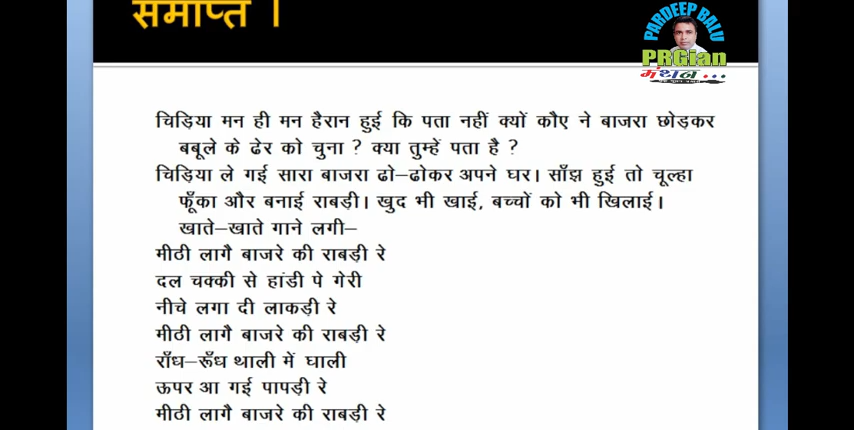 समाप्त ।
PARDEEP BALU
PRGian
मंथन ...
चिड़िया मन ही मन हैरान हुई कि पता नहीं क्यों कौए ने बाजरा छोड़कर
बबूले के ढेर को चुना ? क्या तुम्हें पता है ?
चिड़िया ले गई सारा बाजरा ढो–ढोकर अपने घर। साँझ हुई तो चूल्हा
फूँका और बनाई राबड़ी। खुद भी खाई, बच्चों को भी खिलाई।
खाते–खाते गाने लगी–
मीठी लागै बाजरे की राबड़ी रे
दल चक्की से हांडी पे गेरी
नीचे लगा दी लाकड़ी रे
मीठी लागै बाजरे की राबड़ी रे
राँध–रूँध थाली में घाली
ऊपर आ गई पापड़ी रे
मीठी लागै बाजरे की राबड़ी रे